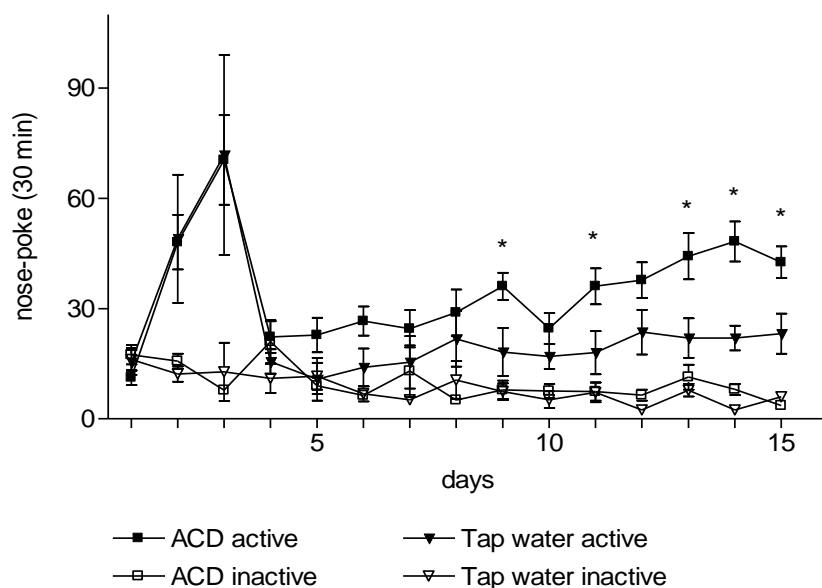 nose-poke (30 min)
90
60
30
0
* * * * *
5 10 15
days
ACD active Tap water active
ACD inactive Tap water inactive